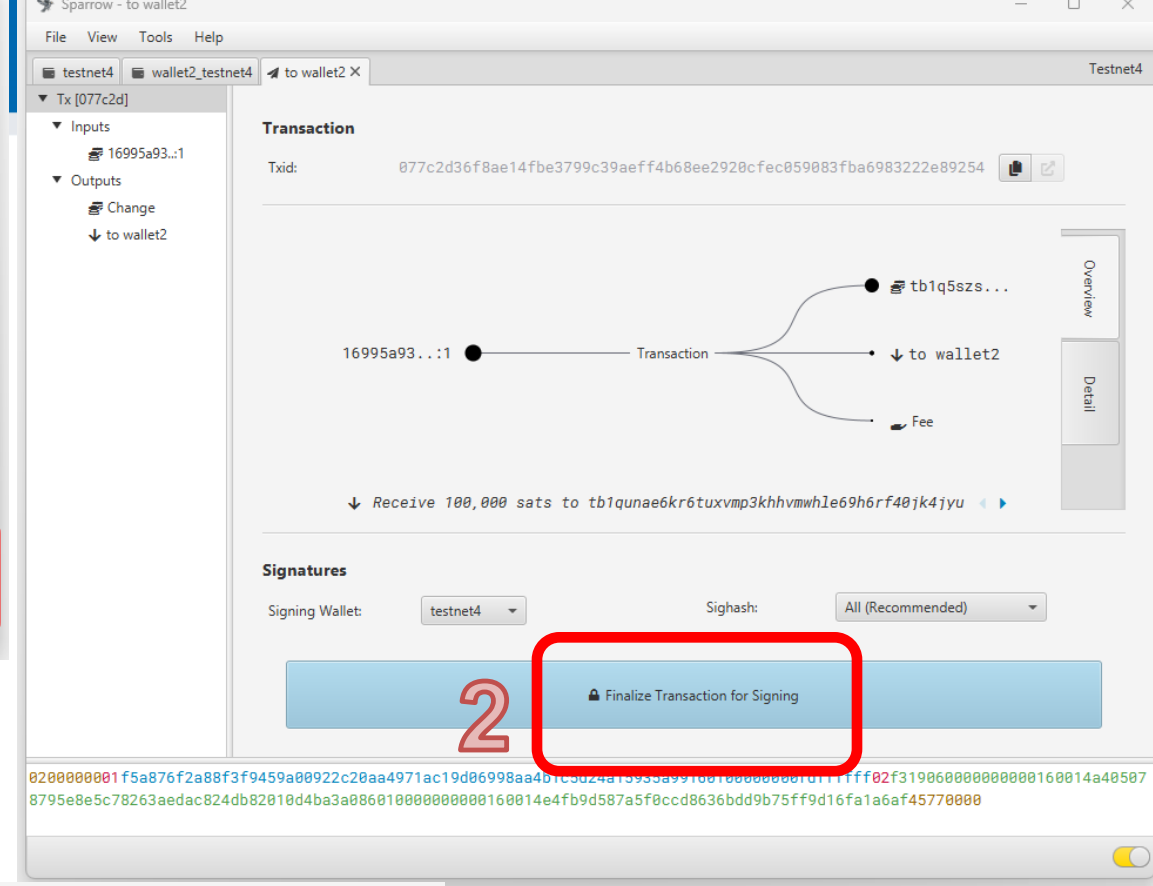 Sparrow - to wallet2
File View Tools Help
testnet4 wallet2_testnet4 to wallet2 Testnet4
Tx [077c2d]
Inputs
16995a93..:1
Outputs
Change
to wallet2
Transaction
Txid: 077c2d36f8ae14fbe3799c39aeff4b68ee2920cfec059083fba6983222e89254
tb1q5szs...
16995a93..:1 Transaction to wallet2
Fee
Overview
Detail
Receive 100,000 sats to tb1qunae6kr6tuxvmp3khhvmwhle69h6rf40jk4jyu
Signatures
Signing Wallet: testnet4 Sighash: All (Recommended)
2 Finalize Transaction for Signing
02f319060000000000160014a40507
8795e8e5c78263aedac824db82010d4ba3a086010000000000160014e4fb9d587a5f0ccd8636bdd9b75ff9d16fa1a6af45770000